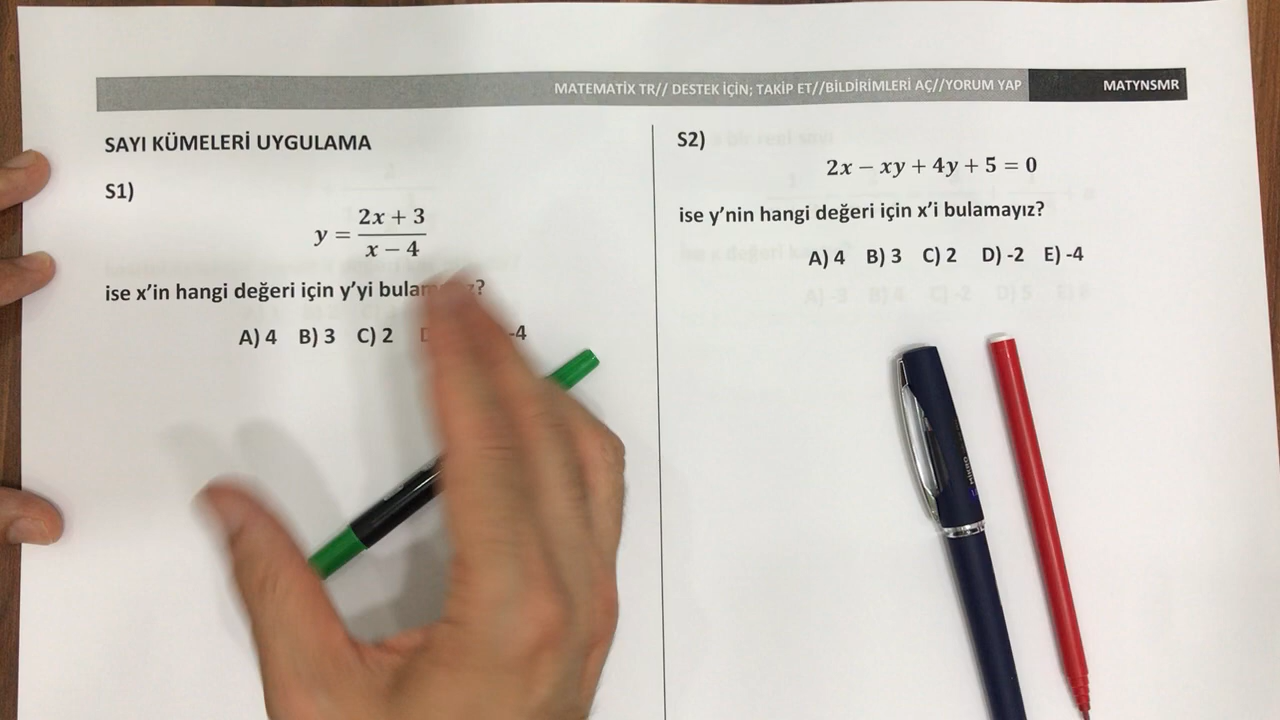 MATEMATİX TR// DESTEK İÇİN; TAKİP ET//BİLDİRİMLERİ AÇ//YORUM YAP MATYNSMR
SAYI KÜMELERİ UYGULAMA
S1)
y = \frac{2x + 3}{x − 4}
ise x'in hangi değeri için y'yi
A) 4 B) 3 C) 2 -4
S2)
2x − xy + 4y + 5 = 0
ise y'nin hangi değeri için x'i bulamayız?
A) 4 B) 3 C) 2 D) -2 E) -4